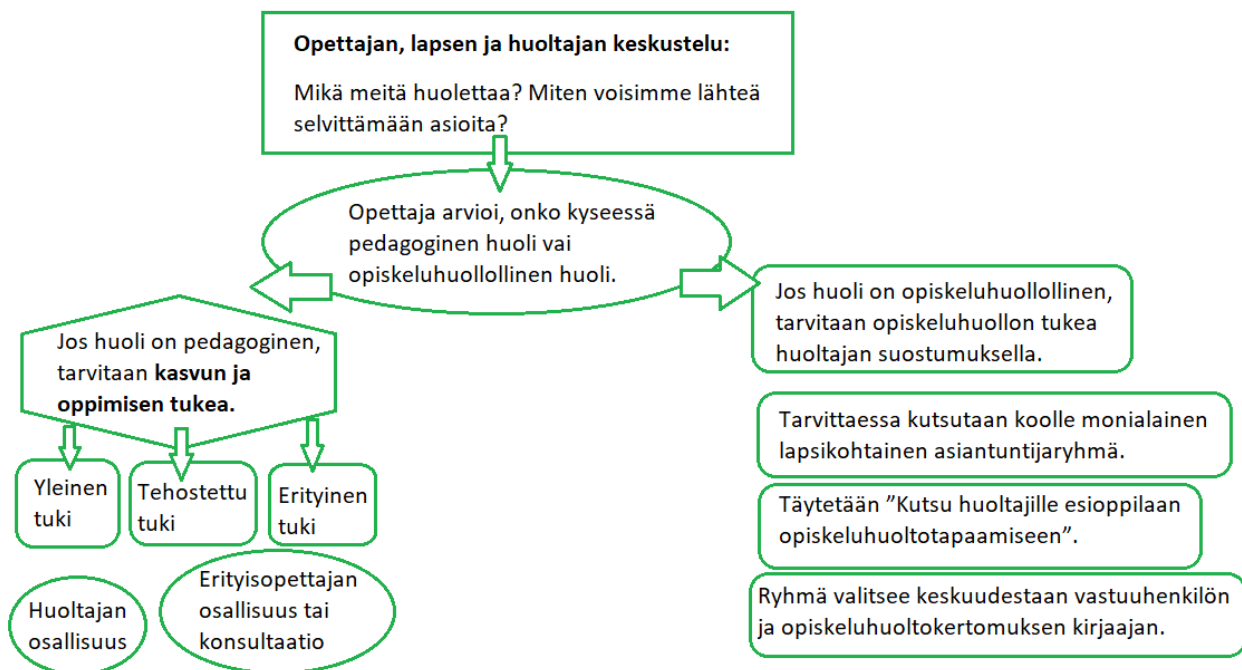 Opettajan, lapsen ja huoltajan keskustelu:
Mikä meitä huolettaa? Miten voisimme lähteä
selvittämään asioita?
Opettaja arvioi, onko kyseessä
pedagoginen huoli vai
opiskeluhuollollinen huoli.
Jos huoli on pedagoginen,
tarvitaan kasvun ja
oppimisen tukea.
Yleinen
tuki
Tehostettu
tuki
Erityinen
tuki
Huoltajan
osallisuus
Erityisopettajan
osallisuus tai
konsultaatio
Jos huoli on opiskeluhuollollinen,
tarvitaan opiskeluhuollon tukea
huoltajan suostumuksella.
Tarvittaessa kutsutaan koolle monialainen
lapsikohtainen asiantuntijaryhmä.
Täytetään ”Kutsu huoltajille esioppilaan
opiskeluhuoltotapaamiseen”.
Ryhmä valitsee keskuudestaan vastuuhenkilön
ja opiskeluhuoltokertomuksen kirjaajan.